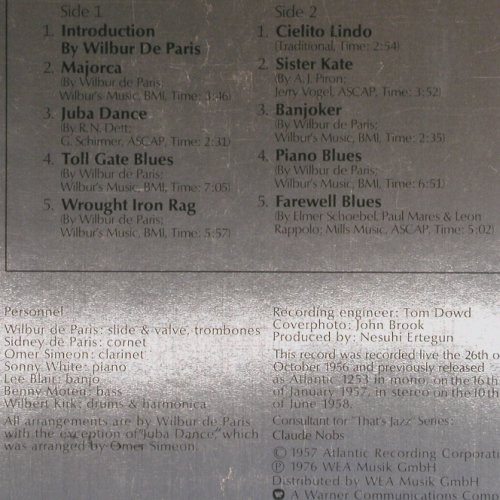 Side 1
1. Introduction
By Wilbur De Paris
2. Majorca
(By Wilbur de Paris;
Wilbur's Music, BMI, Time: 3:46)
3. Juba Dance
(By R. N. Dett;
G. Schirmer, ASCAP, Time: 2:31)
4. Toll Gate Blues
(By Wilbur de Paris;
Wilbur's Music, BMI, Time: 7:05)
5. Wrought Iron Rag
(By Wilbur de Paris;
Wilbur's Music, BMI, Time: 5:57)
Side 2
1. Cielito Lindo
(Traditional, Time: 2:54)
2. Sister Kate
(By: A. J. Piron;
Jerry Vogel, ASCAP, Time: 3:52)
3. Banjoker
(By Wilbur de Paris;
Wilbur's Music, BMI, Time: 2:35)
4. Piano Blues
(By Wilbur de Paris;
Wilbur's Music, BMI, Time: 6:51)
5. Farewell Blues
(By Elmer Schoebel, Paul Mares & Leon
Rappolo; Mills Music, ASCAP, Time: 5:02)
Personnel
Wilbur de Paris: slide & valve, trombones
Sidney de Paris: cornet
Omer Simeon: clarinet
Sonny White: piano
Lee Blair: banjo
Benny Moten: bass
Wilbert Kirk: drums & harmonica
All arrangements are by Wilbur de Paris
with the exception of "Juba Dance," which
was arranged by Omer Simeon.
Recording engineer: Tom Dowd
Coverphoto: John Brook
Produced by: Nesuhi Ertegun
This record was recorded live the 26th of
October 1956 and previously released
as Atlantic 1253 in mono, on the 16th
of January 1957, in stereo on the 10th
of June 1958.
Consultant for "That's Jazz" Series:
Claude Nobs
© 1957 Atlantic Recording Corporatio
℗ 1976 WEA Musik GmbH
Distributed by WEA Musik GmbH
A Warner Communications Compa